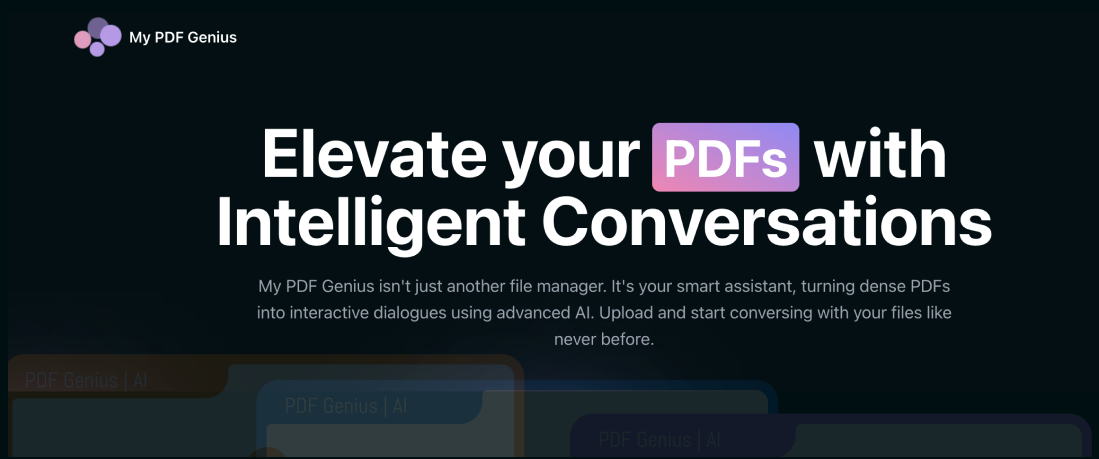 My PDF Genius
Elevate your PDFs with
Intelligent Conversations
My PDF Genius isn't just another file manager. It's your smart assistant, turning dense PDFs
into interactive dialogues using advanced AI. Upload and start conversing with your files like
never before.
PDF Genius | AI
PDF Genius | AI
PDF Genius | AI